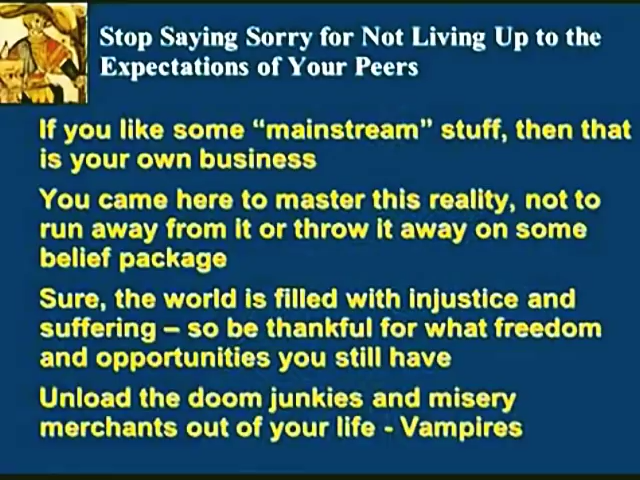 Stop Saying Sorry for Not Living Up to the
Expectations of Your Peers
If you like some “mainstream” stuff, then that
is your own business
You came here to master this reality, not to
run away from it or throw it away on some
belief package
Sure, the world is filled with injustice and
suffering – so be thankful for what freedom
and opportunities you still have
Unload the doom junkies and misery
merchants out of your life - Vampires